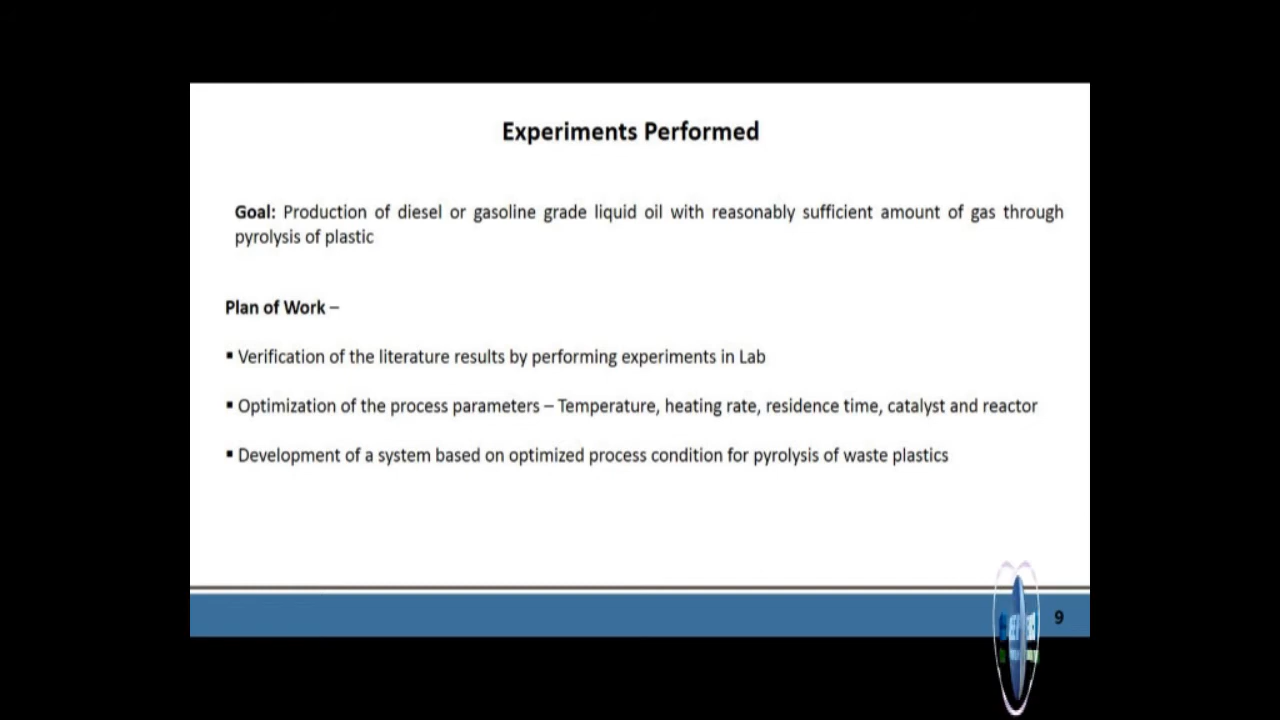 Experiments Performed
Goal: Production of diesel or gasoline grade liquid oil with reasonably sufficient amount of gas through
pyrolysis of plastic
Plan of Work –
▪ Verification of the literature results by performing experiments in Lab
▪ Optimization of the process parameters – Temperature, heating rate, residence time, catalyst and reactor
▪ Development of a system based on optimized process condition for pyrolysis of waste plastics
9